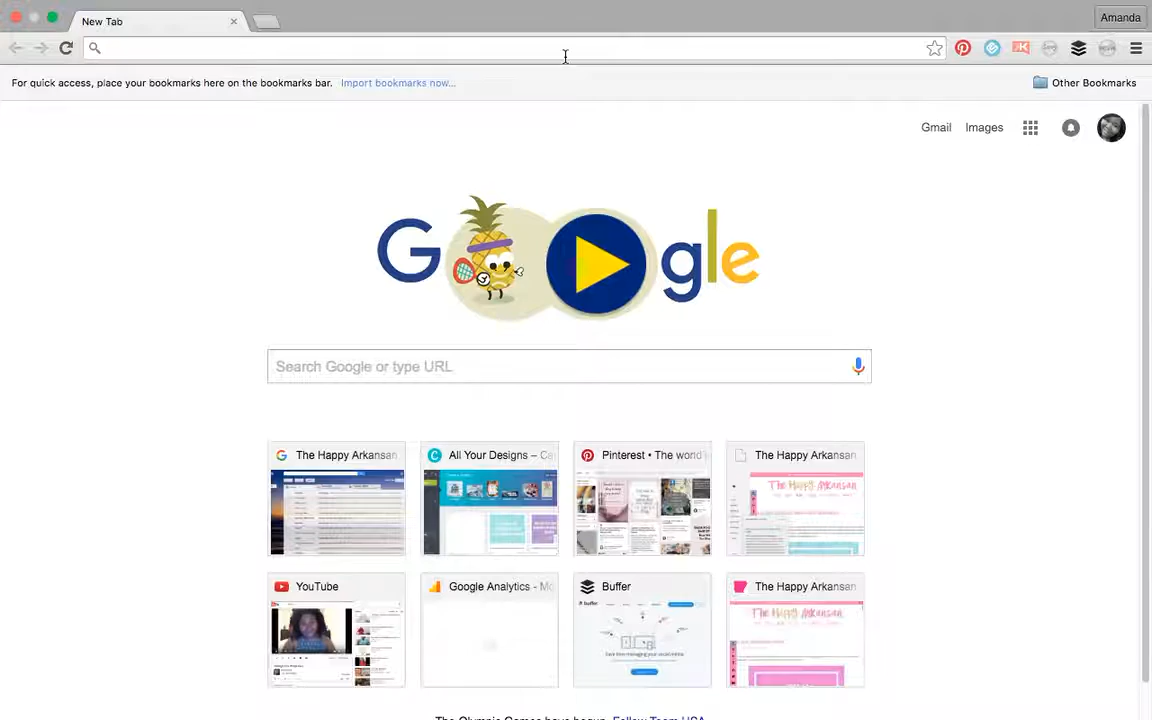 New Tab
Amanda
For quick access, place your bookmarks here on the bookmarks bar. Import bookmarks now...
Other Bookmarks
Gmail Images
Google
Search Google or type URL
The Happy Arkansan
All Your Designs – Ca
Pinterest • The world
The Happy Arkansan
YouTube
Google Analytics - Mo
Buffer
The Happy Arkansan
The Olympic Games have begun. Follow Team USA